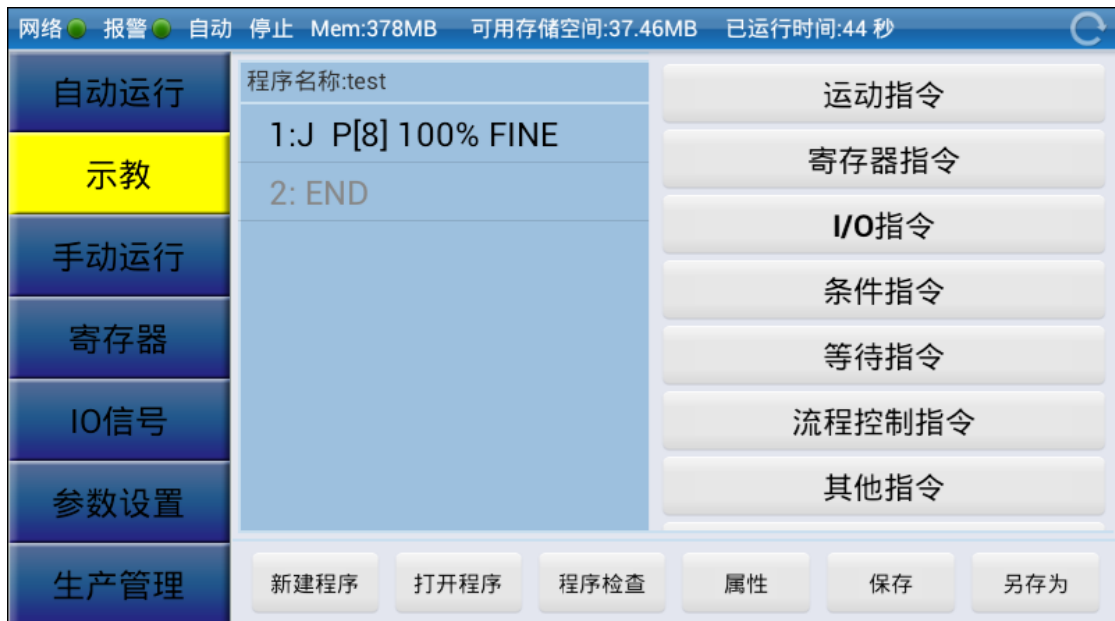 网络 报警 自动 停止 Mem:378MB 可用存储空间:37.46MB 已运行时间:44 秒
自动运行
示教
手动运行
寄存器
IO信号
参数设置
生产管理
程序名称:test
1:J P[8] 100% FINE
2: END
运动指令
寄存器指令
I/O指令
条件指令
等待指令
流程控制指令
其他指令
新建程序 打开程序 程序检查 属性 保存 另存为